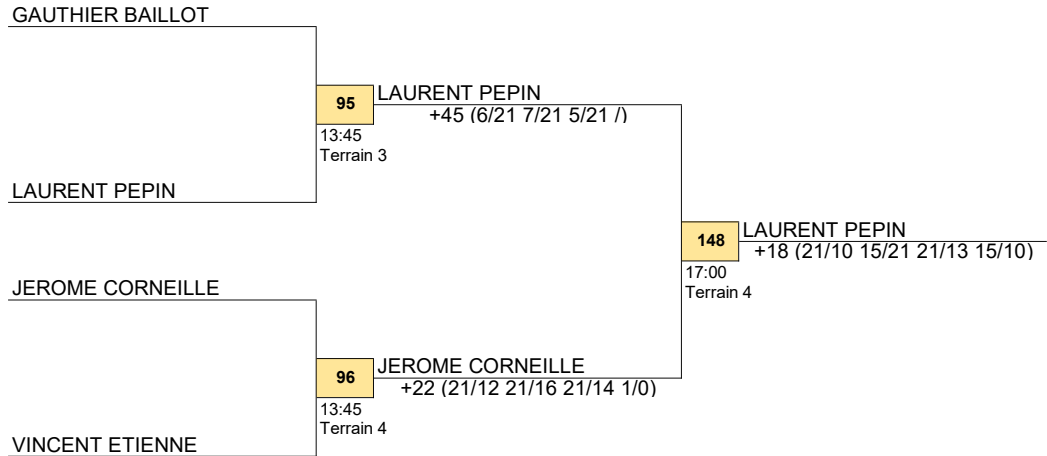 GAUTHIER BAILLOT
95
LAURENT PEPIN
+45 (6/21 7/21 5/21 /)
13:45
Terrain 3
LAURENT PEPIN
148
LAURENT PEPIN
+18 (21/10 15/21 21/13 15/10)
17:00
Terrain 4
JEROME CORNEILLE
96
JEROME CORNEILLE
+22 (21/12 21/16 21/14 1/0)
13:45
Terrain 4
VINCENT ETIENNE